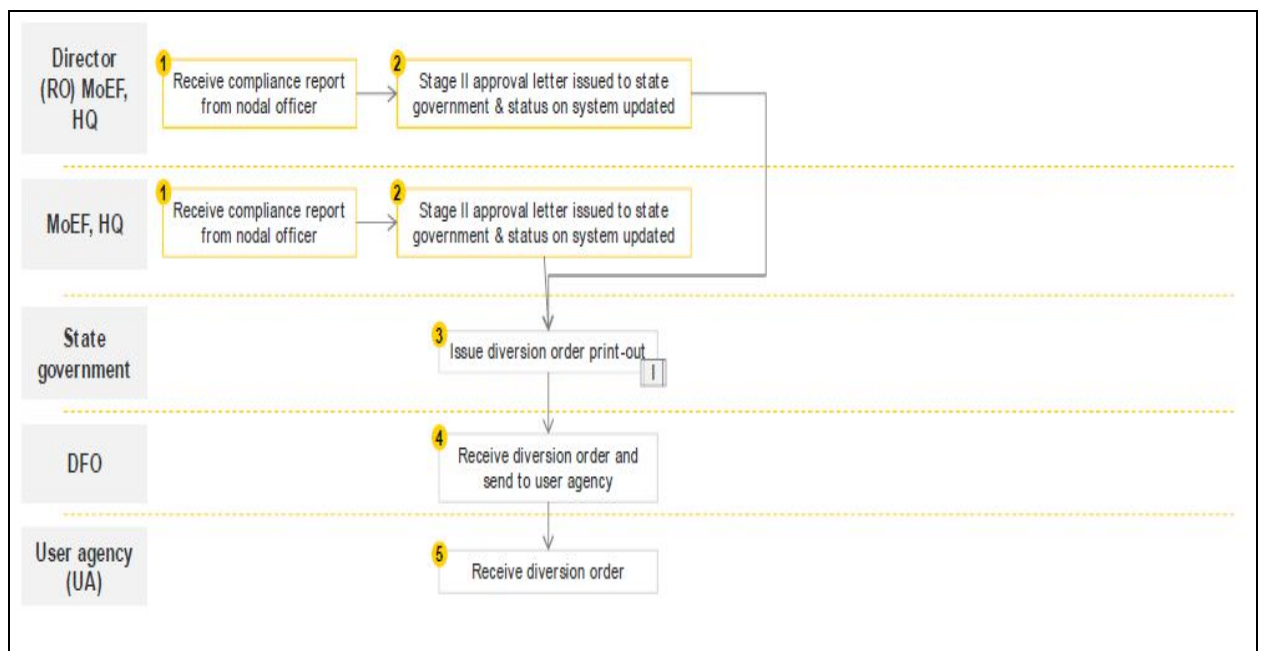 Director
(RO) MoEF,
HQ
1
Receive compliance report
from nodal officer
2
Stage II approval letter issued to state
government & status on system updated
MoEF, HQ
1
Receive compliance report
from nodal officer
2
Stage II approval letter issued to state
government & status on system updated
State
government
3
Issue diversion order print-out
I
DFO
4
Receive diversion order and
send to user agency
User agency
(UA)
5
Receive diversion order